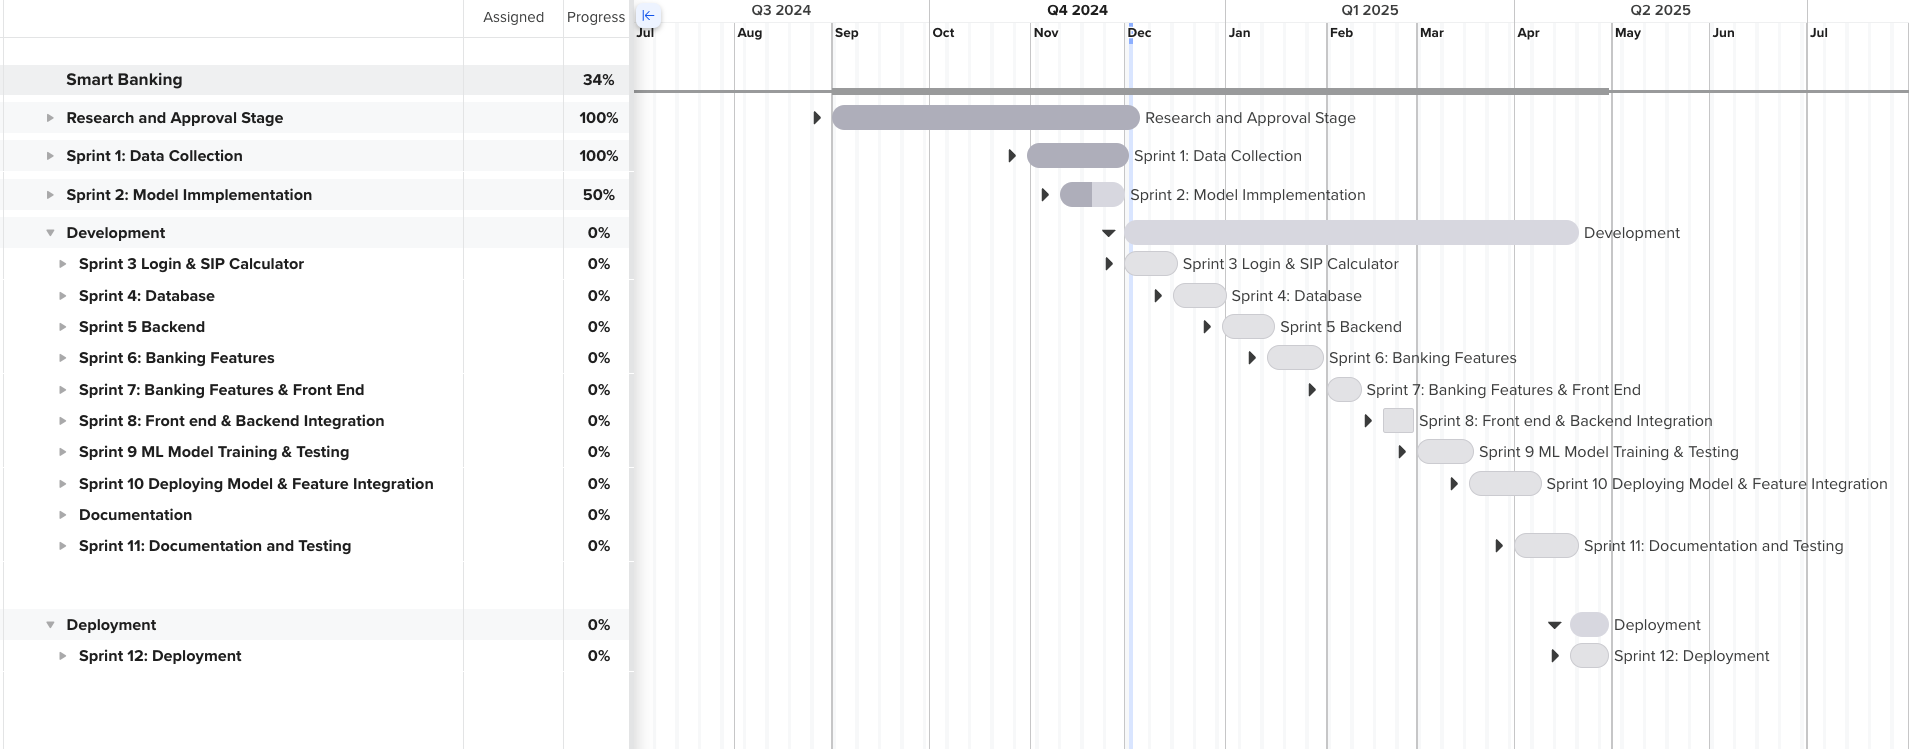 Assigned Progress Q3 2024 Q4 2024 Q1 2025 Q2 2025
Jul Aug Sep Oct Nov Dec Jan Feb Mar Apr May Jun Jul
Smart Banking 34%
Research and Approval Stage 100% Research and Approval Stage
Sprint 1: Data Collection 100% Sprint 1: Data Collection
Sprint 2: Model Immplementation 50% Sprint 2: Model Immplementation
Development 0% Development
Sprint 3 Login & SIP Calculator 0% Sprint 3 Login & SIP Calculator
Sprint 4: Database 0% Sprint 4: Database
Sprint 5 Backend 0% Sprint 5 Backend
Sprint 6: Banking Features 0% Sprint 6: Banking Features
Sprint 7: Banking Features & Front End 0% Sprint 7: Banking Features & Front End
Sprint 8: Front end & Backend Integration 0% Sprint 8: Front end & Backend Integration
Sprint 9 ML Model Training & Testing 0% Sprint 9 ML Model Training & Testing
Sprint 10 Deploying Model & Feature Integration 0% Sprint 10 Deploying Model & Feature Integration
Documentation 0%
Sprint 11: Documentation and Testing 0% Sprint 11: Documentation and Testing
Deployment 0% Deployment
Sprint 12: Deployment 0% Sprint 12: Deployment